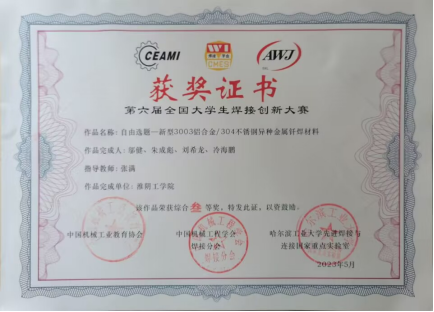 CEAMI
WJ
CMES
AWJ
获奖证书
第六届全国大学生焊接创新大赛
作品名称：自由选题—新型3003铝合金/304不锈钢异种金属钎焊材料
作品完成人：邬健、朱成彪、刘希龙、冷海鹏
指导教师：张满
作品完成单位：淮阴工学院
该作品荣获综合叁等奖，特发此证，以资鼓励。
中国机械工业教育协会
中国机械工程学会
焊接分会
哈尔滨工业大学先进焊接与
连接国家重点实验室
2023年5月